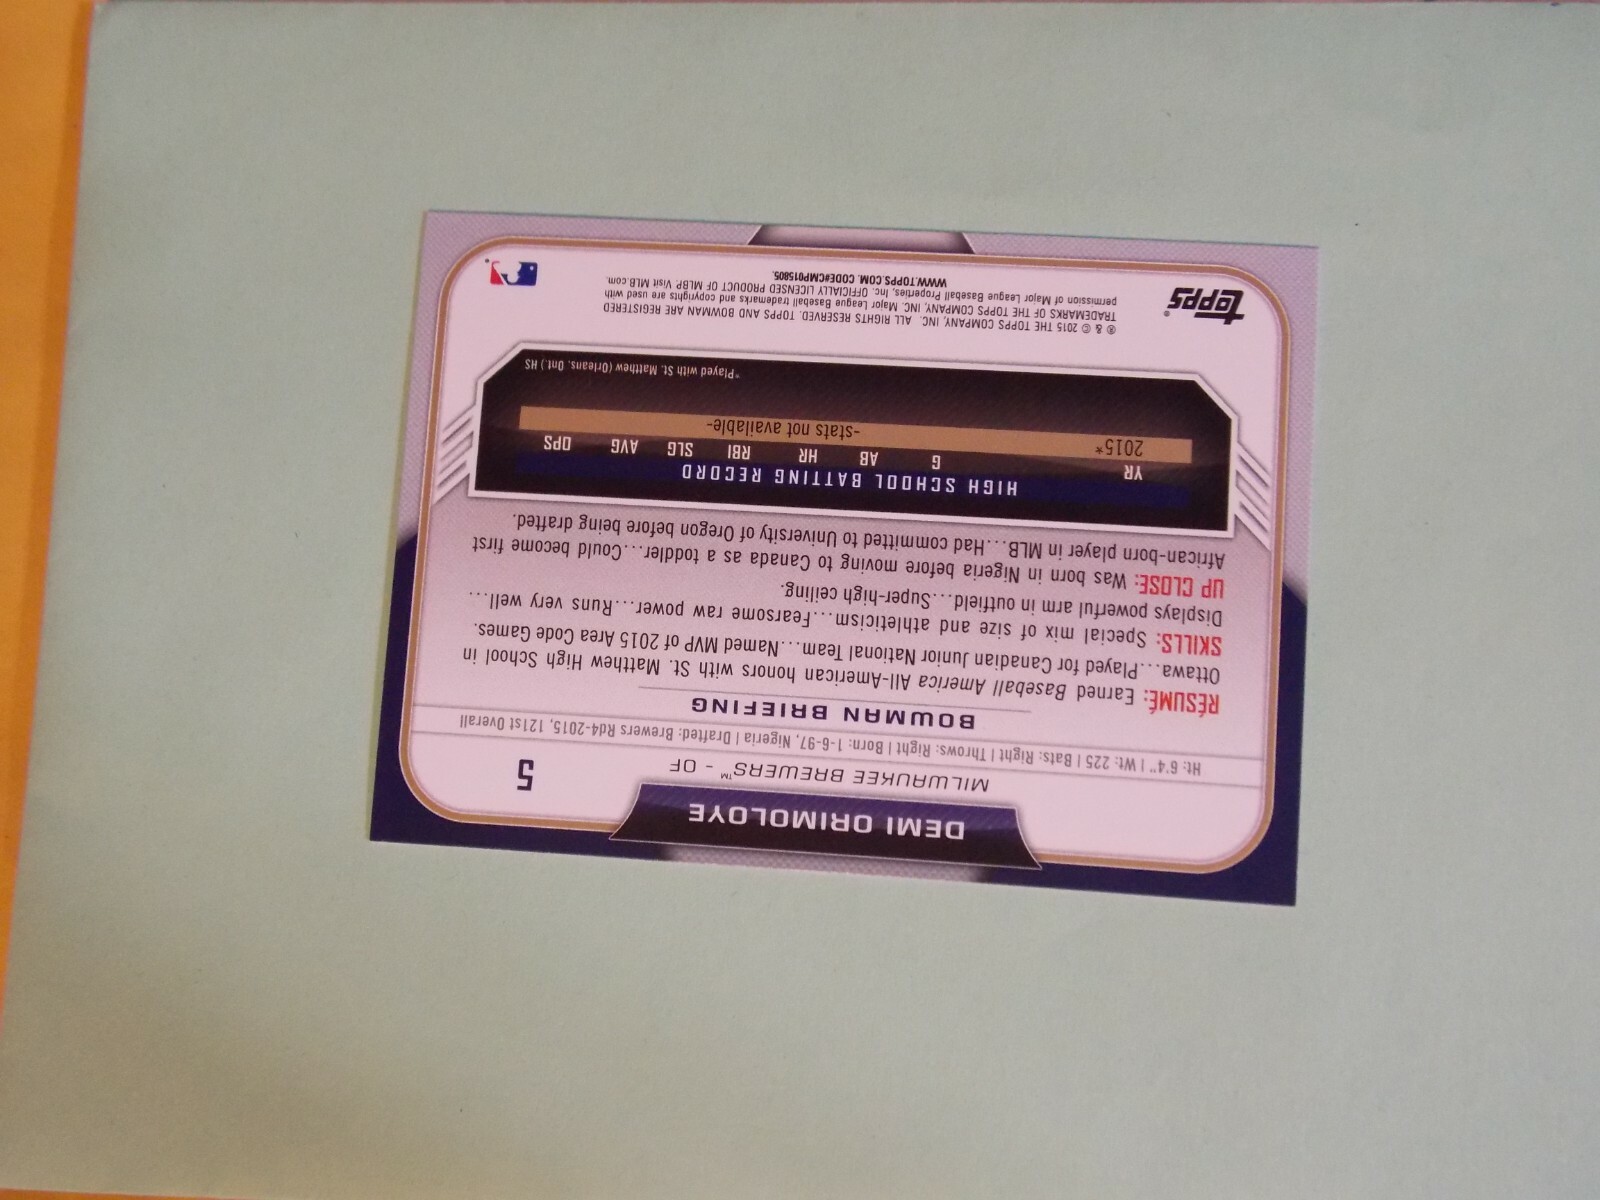 DEMI ORIMOLOYE
MILWAUKEE BREWERS™ - OF
5
Ht: 6'4" | Wt: 225 | Bats: Right | Throws: Right | Born: 1-6-97, Nigeria | Drafted: Brewers Rd4-2015, 121st Overall
BOWMAN BRIEFING
RÉSUMÉ: Earned Baseball America All-American honors with St. Matthew High School in
Ottawa...Played for Canadian Junior National Team...Named MVP of 2015 Area Code Games.
SKILLS: Special mix of size and athleticism...Fearsome raw power...Runs very well...
Displays powerful arm in outfield...Super-high ceiling.
UP CLOSE: Was born in Nigeria before moving to Canada as a toddler...Could become first
African-born player in MLB...Had committed to University of Oregon before being drafted.
HIGH SCHOOL BATTING RECORD
YR G AB HR RBI SLG AVG OPS
2015* -stats not available-
*Played with St. Matthew (Orleans, Ont.) HS
® & © 2015 THE TOPPS COMPANY, INC. ALL RIGHTS RESERVED. TOPPS AND BOWMAN ARE REGISTERED
TRADEMARKS OF THE TOPPS COMPANY, INC. Major League Baseball trademarks and copyrights are used with
permission of Major League Baseball Properties, Inc. OFFICIALLY LICENSED PRODUCT OF MLBP Visit MLB.com
WWW.TOPPS.COM. CODE#CMP015805.
topps®